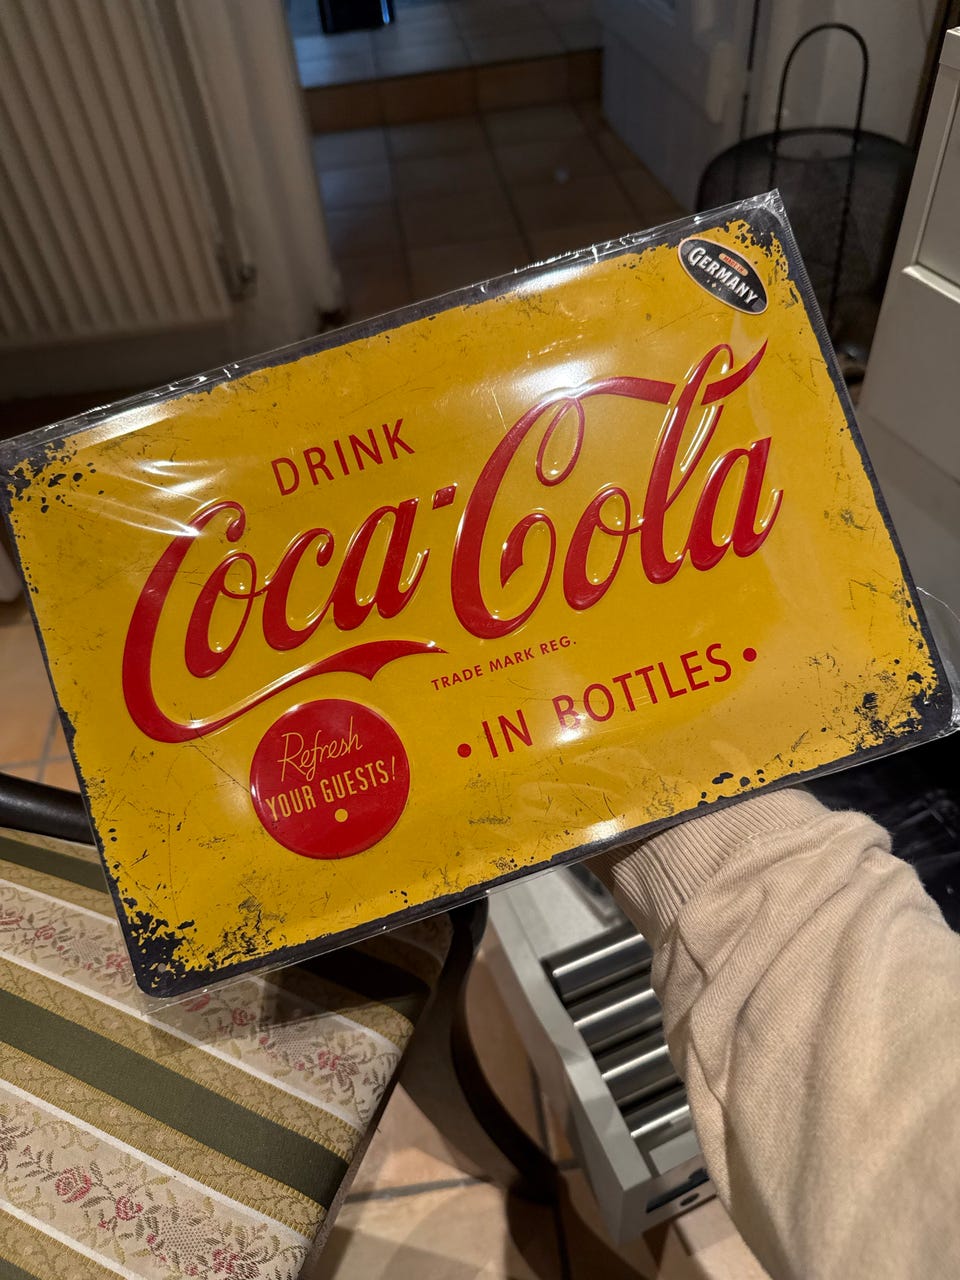 MADE IN
GERMANY
DRINK
Coca-Cola
TRADE MARK REG.
• IN BOTTLES •
Refresh
YOUR GUESTS!